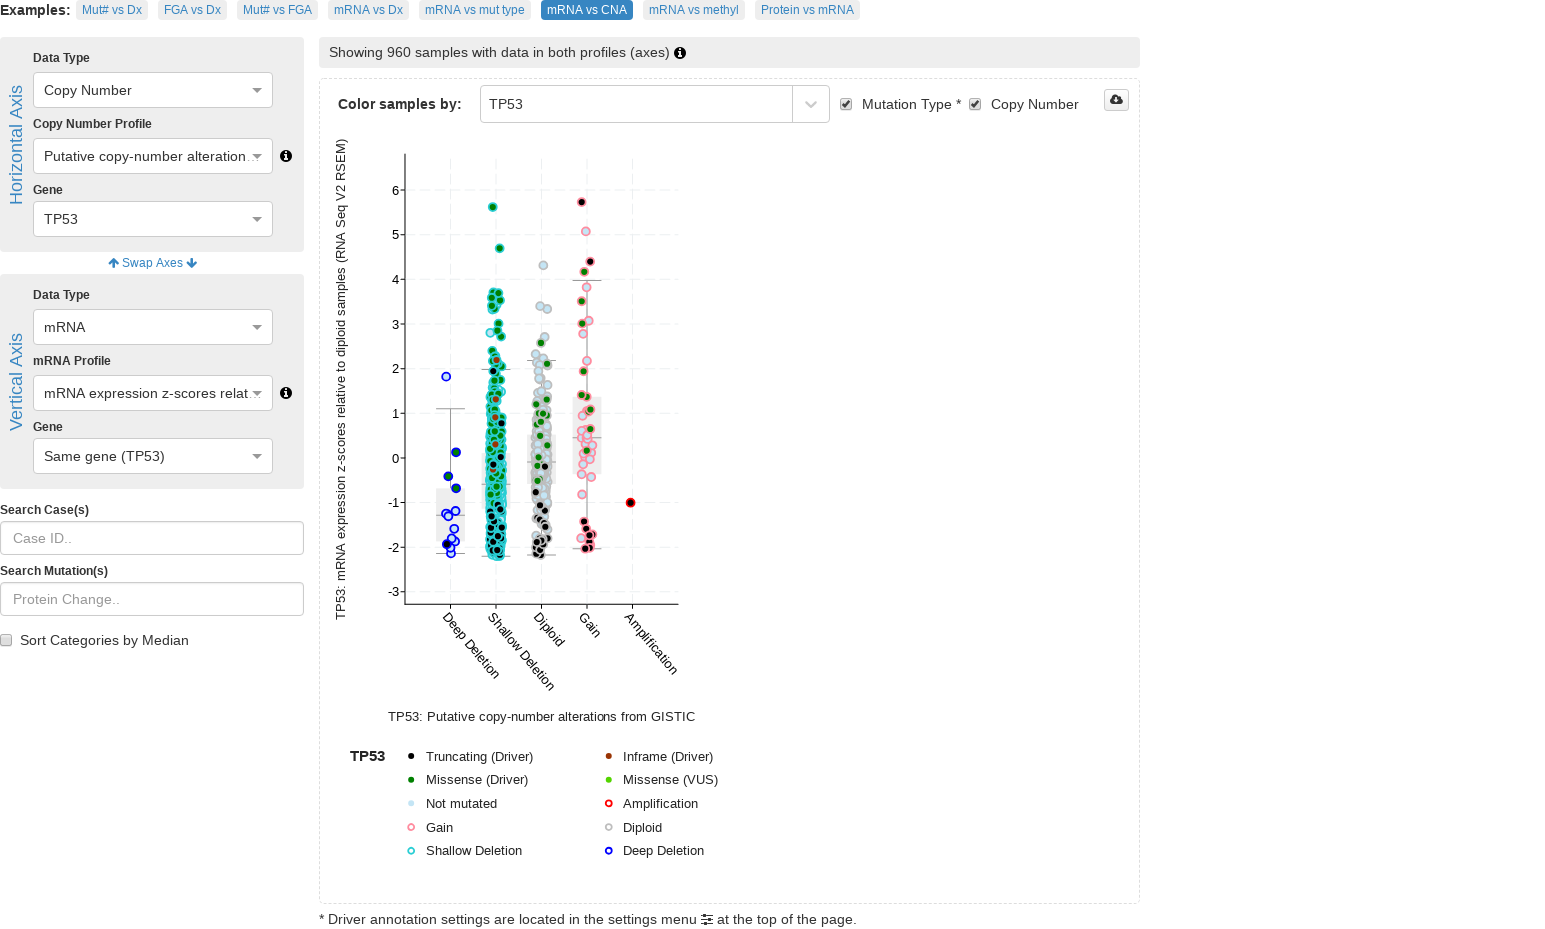 Examples: Mut# vs Dx FGA vs Dx Mut# vs FGA mRNA vs Dx mRNA vs mut type mRNA vs CNA mRNA vs methyl Protein vs mRNA
Horizontal Axis
Data Type
Copy Number
Copy Number Profile
Putative copy-number alteration…
Gene
TP53
Swap Axes
Vertical Axis
Data Type
mRNA
mRNA Profile
mRNA expression z-scores relat…
Gene
Same gene (TP53)
Search Case(s)
Case ID..
Search Mutation(s)
Protein Change..
Sort Categories by Median
Showing 960 samples with data in both profiles (axes)
Color samples by: TP53 Mutation Type * Copy Number
TP53: mRNA expression z-scores relative to diploid samples (RNA Seq V2 RSEM)
6
5
4
3
2
1
0
-1
-2
-3
Deep Deletion
Shallow Deletion
Diploid
Gain
Amplification
TP53: Putative copy-number alterations from GISTIC
TP53
Truncating (Driver) Inframe (Driver)
Missense (Driver) Missense (VUS)
Not mutated Amplification
Gain Diploid
Shallow Deletion Deep Deletion
* Driver annotation settings are located in the settings menu at the top of the page.